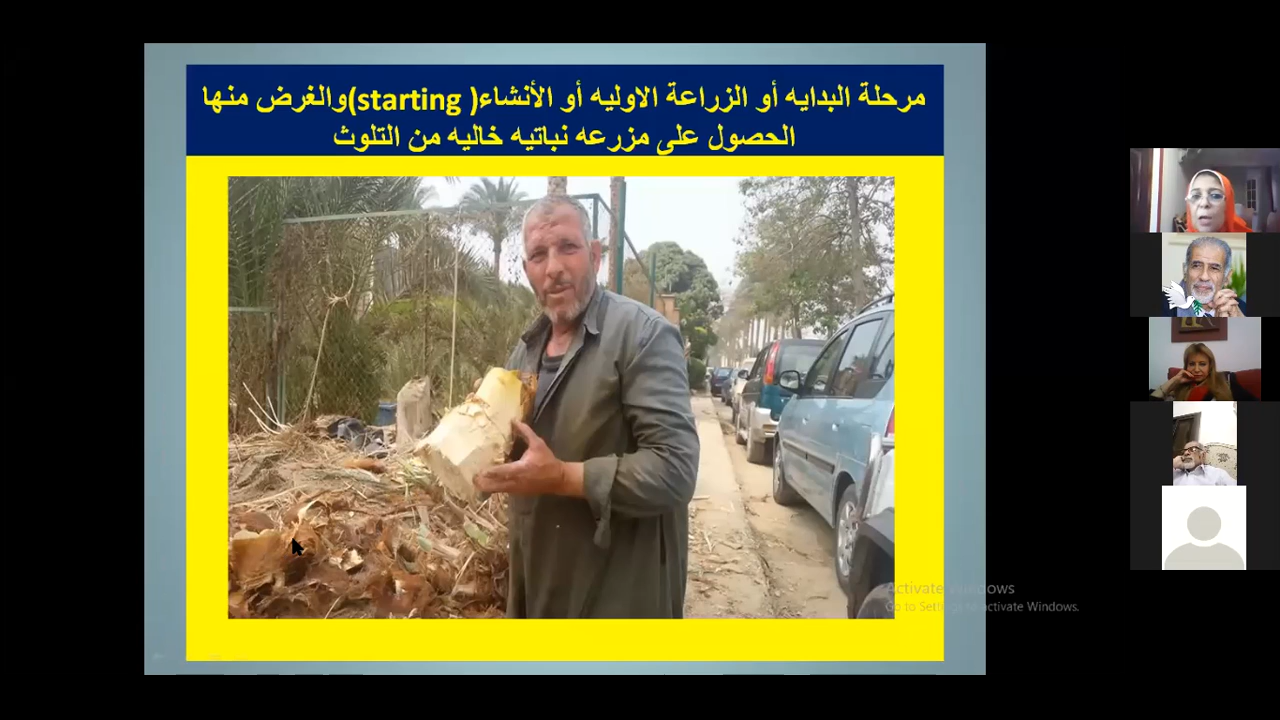 مرحلة البدايه أو الزراعة الاوليه أو الأنشاء( starting)والغرض منها
الحصول على مزرعه نباتيه خاليه من التلوث
Activate Windows
Go to Settings to activate Windows.